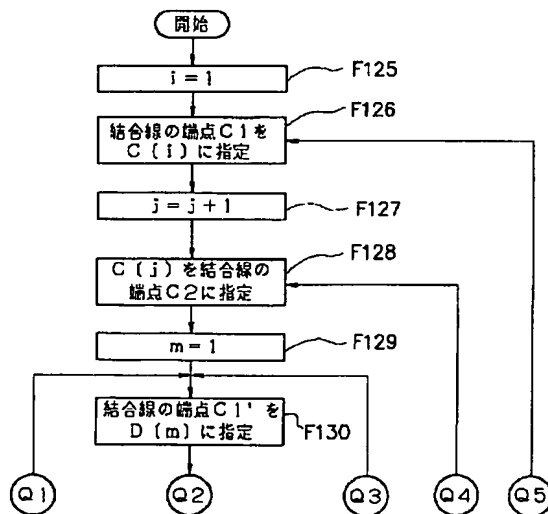 開始
i=1
F125
結合線の端点C1を
C(i)に指定
F126
j=j+1
F127
C(j)を結合線の
端点C2に指定
F128
m=1
F129
結合線の端点C1'を
D(m)に指定
F130
Q1
Q2
Q3
Q4
Q5